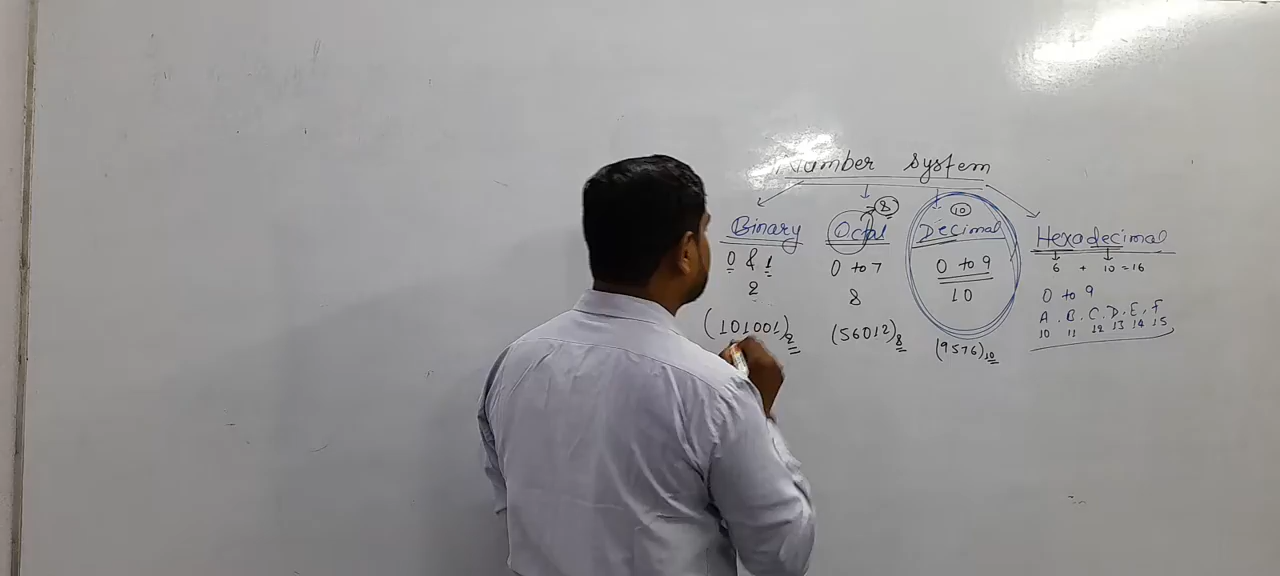 Number System
8 10
Binary Octal Decimal Hexadecimal
0 & 1 0 to 7 0 to 9 6 + 10 = 16
2 8 10 0 to 9
A . B . C . D . E . F
10 11 12 13 14 15
(101001)2 (56012)8 (9576)10